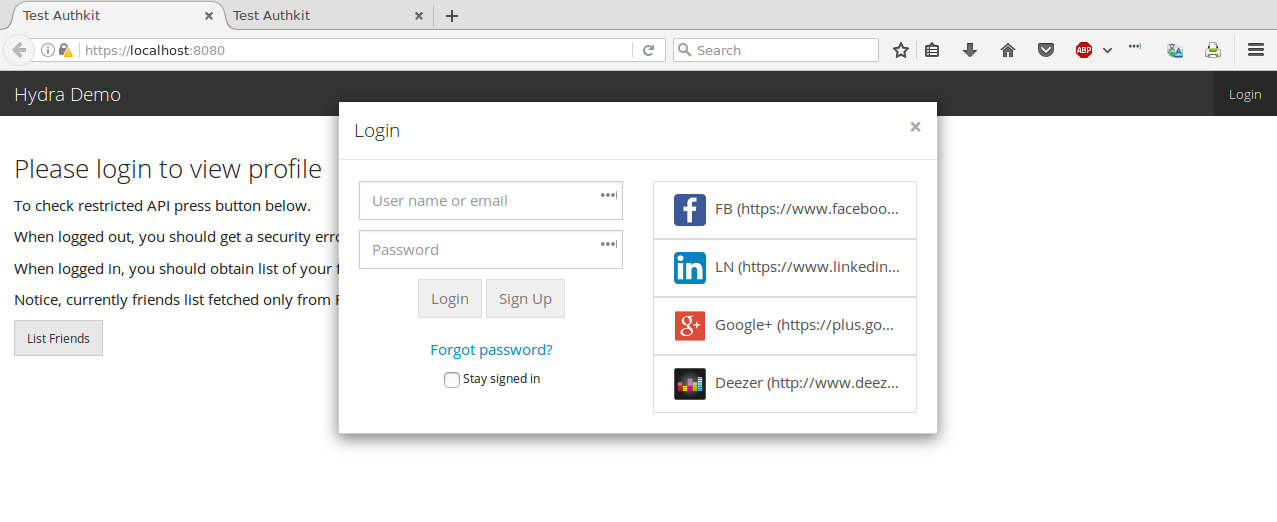 Test Authkit
Test Authkit
https://localhost:8080
Search
ABP
Hydra Demo
Login
Please login to view profile
To check restricted API press button below.
When logged out, you should get a security erro
When logged in, you should obtain list of your f
Notice, currently friends list fetched only from F
List Friends
Login
User name or email
Password
Login Sign Up
Forgot password?
Stay signed in
FB (https://www.faceboo...
LN (https://www.linkedin...
Google+ (https://plus.go...
Deezer (http://www.deez...